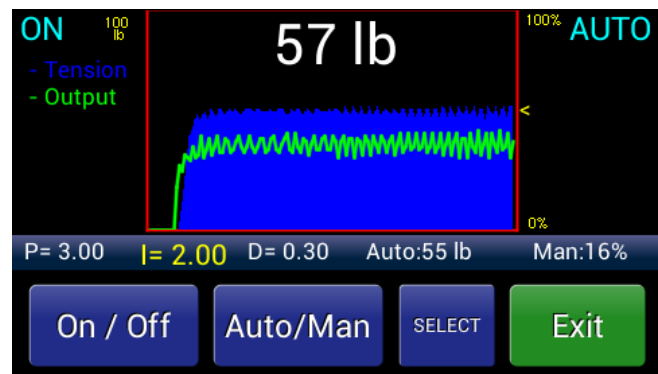 ON
100
lb
57 lb
100%
AUTO
- Tension
- Output
<
0%
P= 3.00 I= 2.00 D= 0.30 Auto:55 lb Man:16%
On / Off Auto/Man SELECT Exit